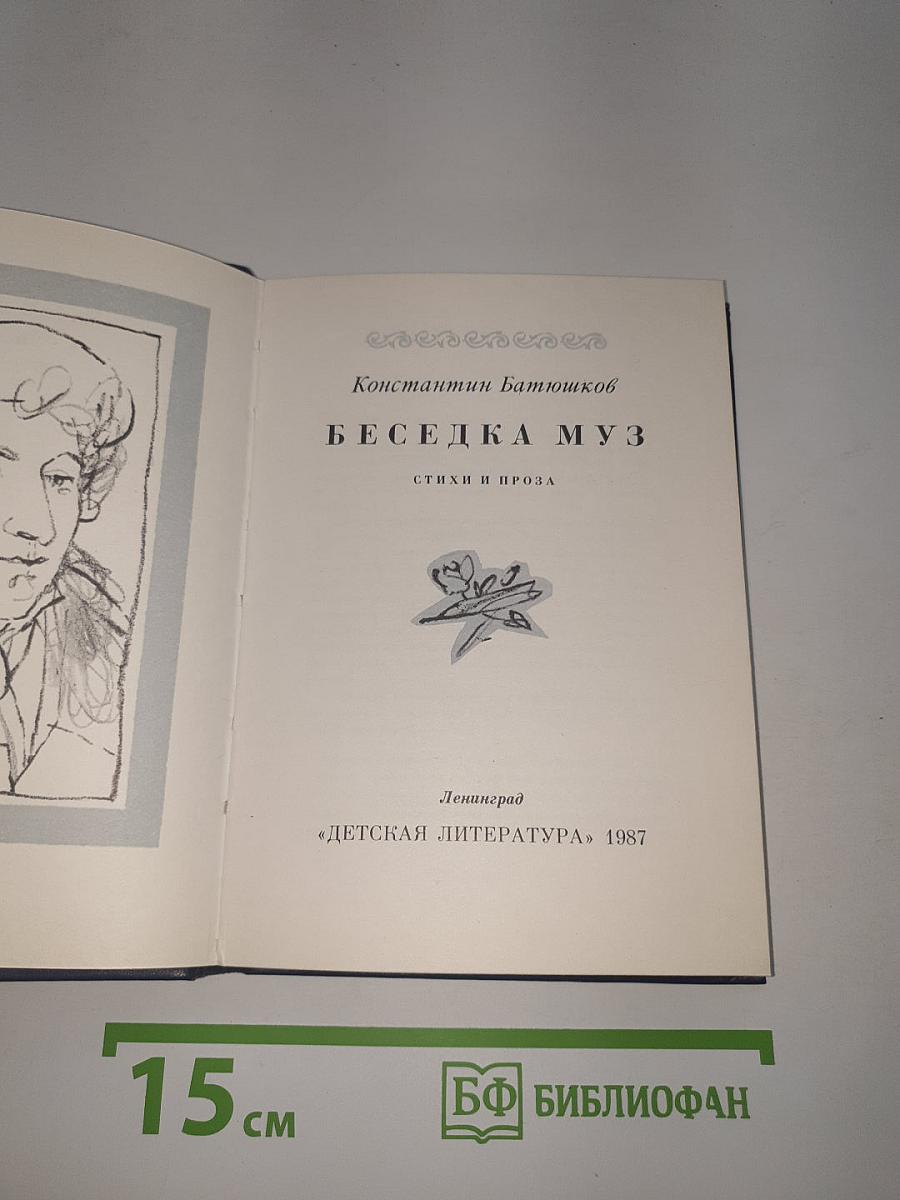 Константин Батюшков
БЕСЕДКА МУЗ
СТИХИ И ПРОЗА
Ленинград
«ДЕТСКАЯ ЛИТЕРАТУРА» 1987
15 см
БФ БИБЛИОФАН